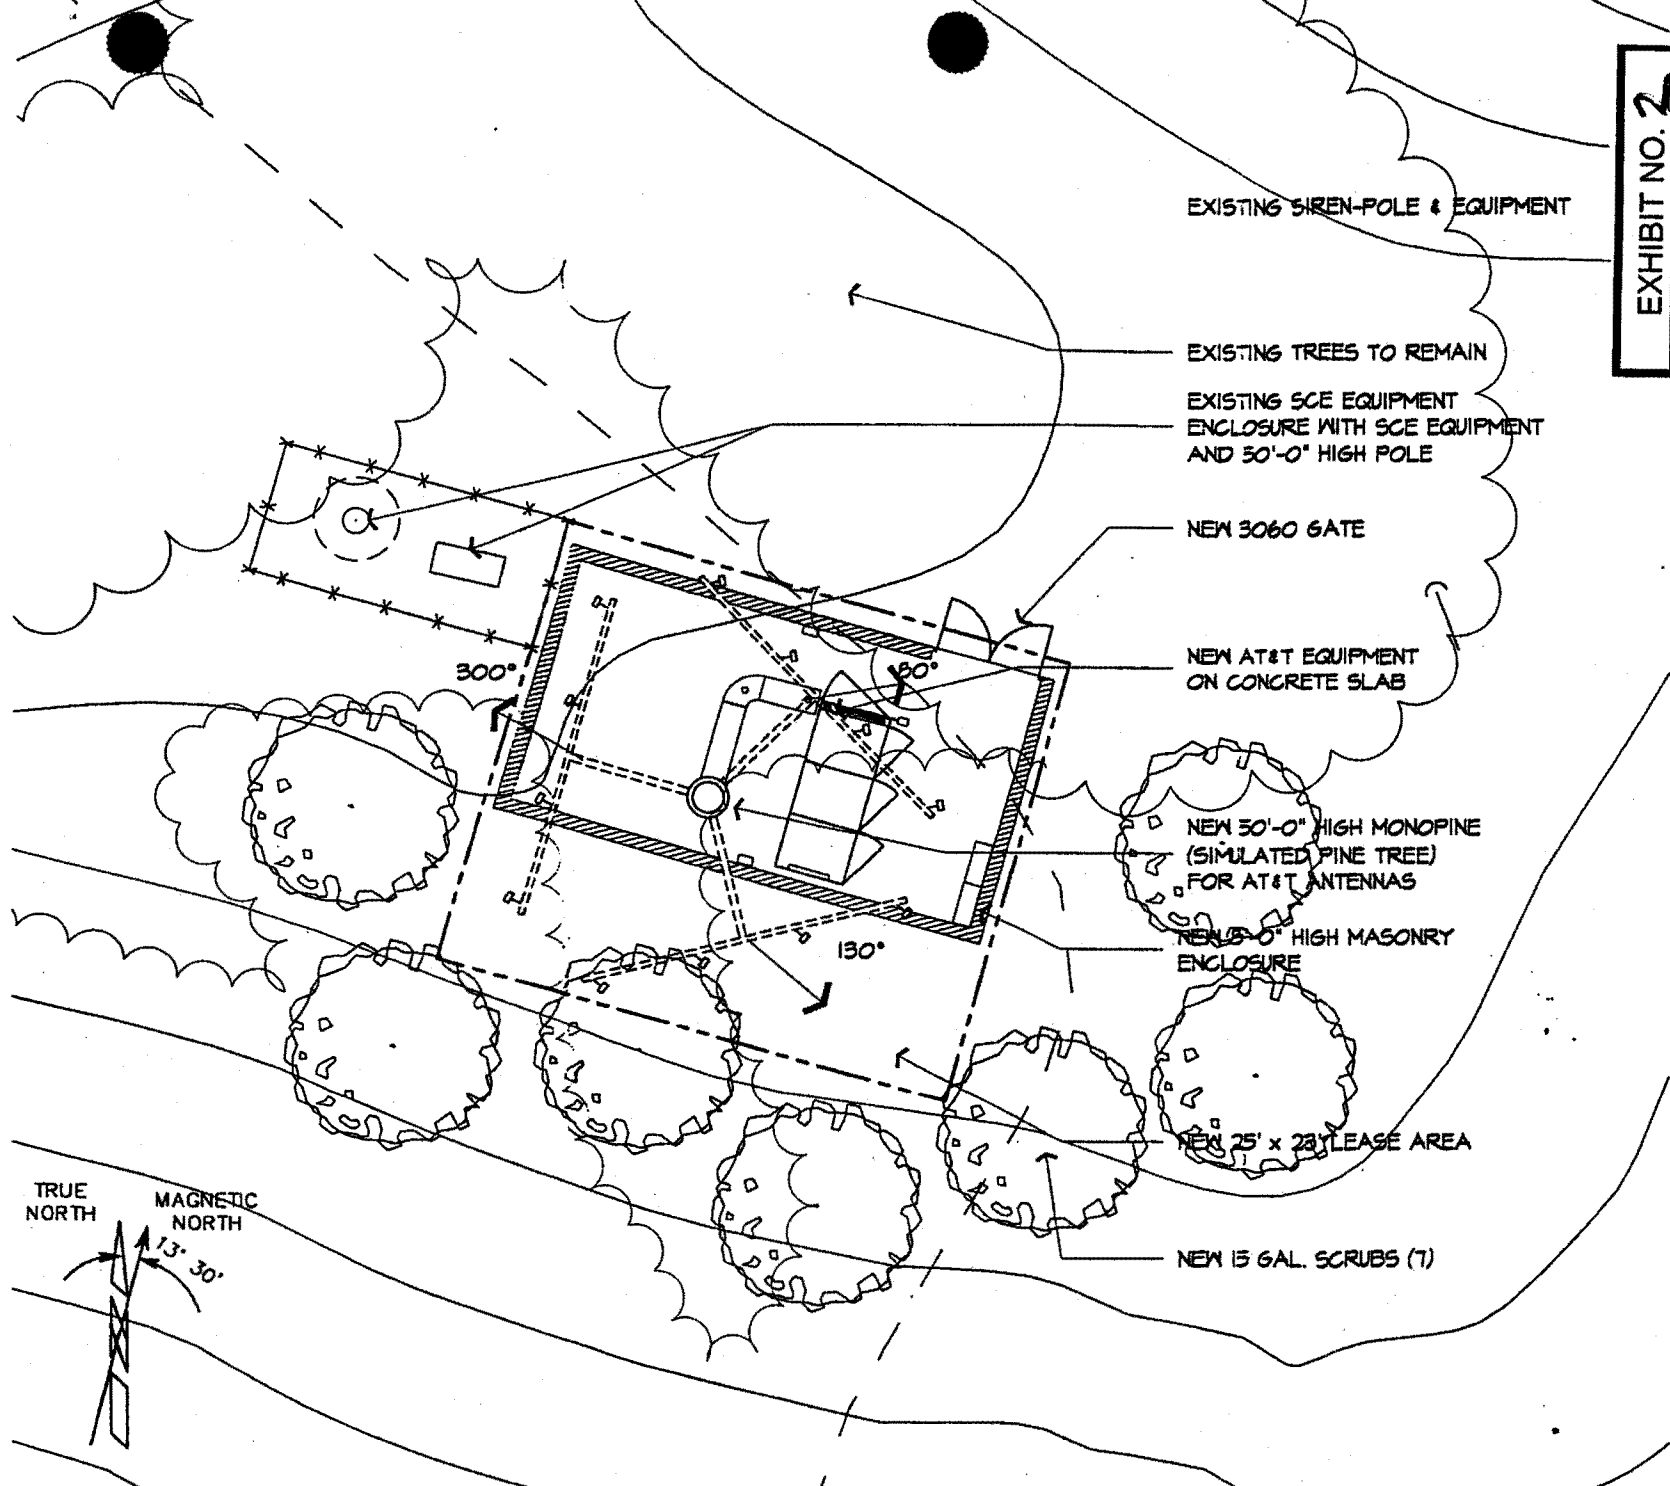 EXHIBIT NO. 2
EXISTING SIREN-POLE & EQUIPMENT
EXISTING TREES TO REMAIN
EXISTING SCE EQUIPMENT
ENCLOSURE WITH SCE EQUIPMENT
AND 50'-0" HIGH POLE
NEW 3060 GATE
NEW AT&T EQUIPMENT
ON CONCRETE SLAB
300°
80°
NEW 50'-0" HIGH MONOPINE
(SIMULATED PINE TREE)
FOR AT&T ANTENNAS
130°
NEW 8'-0" HIGH MASONRY
ENCLOSURE
NEW 25' x 23' LEASE AREA
TRUE
NORTH
MAGNETIC
NORTH
13° 30'
NEW 15 GAL. SCRUBS (7)